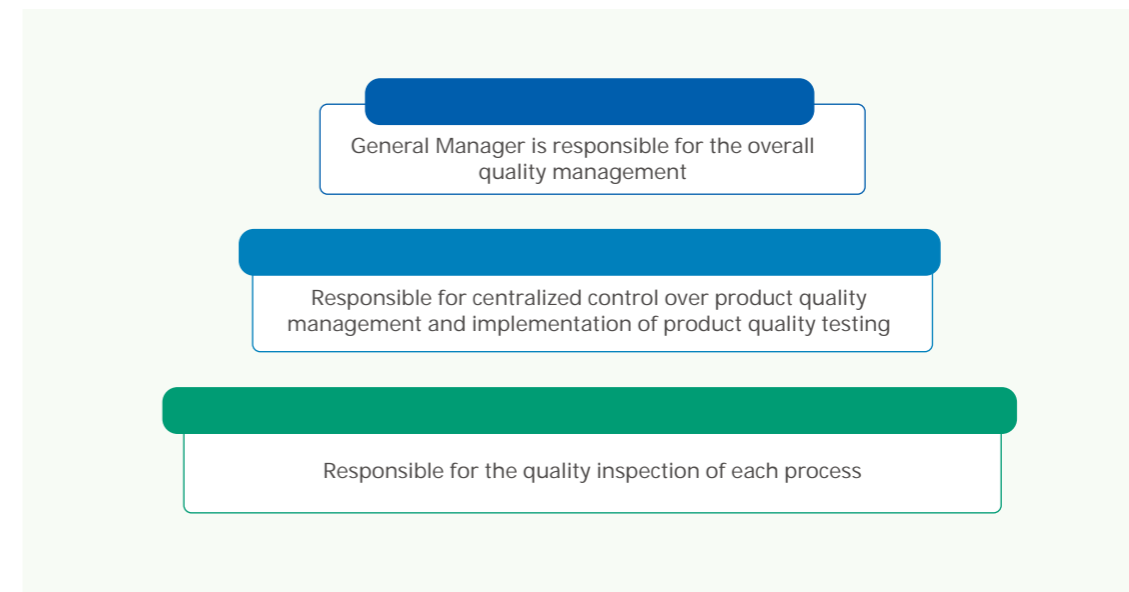 General Manager is responsible for the overall
quality management
Responsible for centralized control over product quality
management and implementation of product quality testing
Responsible for the quality inspection of each process